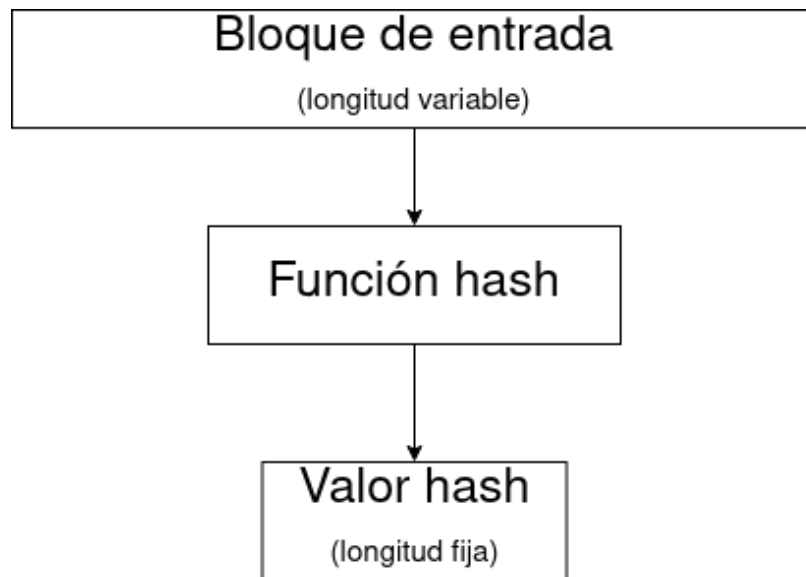 Bloque de entrada
(longitud variable)
Función hash
Valor hash
(longitud fija)